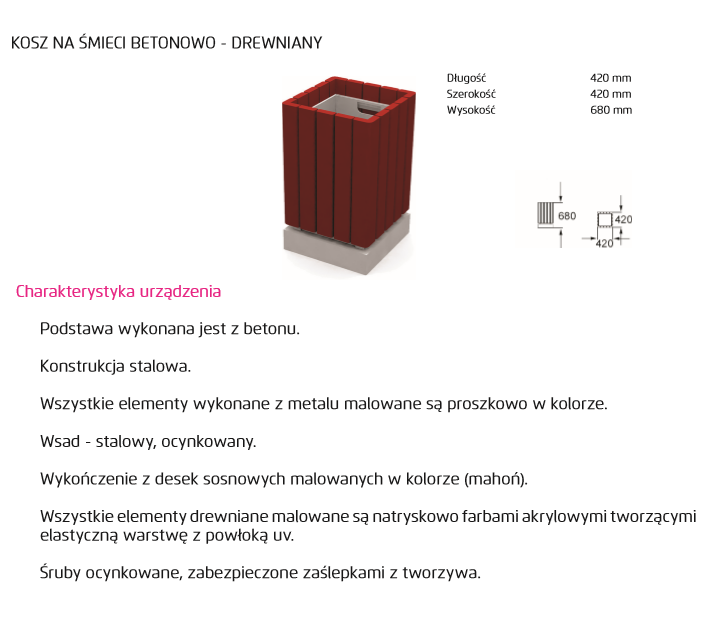 KOSZ NA ŚMIECI BETONOWO - DREWNIANY
Długość 420 mm
Szerokość 420 mm
Wysokość 680 mm
680
420
420
Charakterystyka urządzenia
Podstawa wykonana jest z betonu.
Konstrukcja stalowa.
Wszystkie elementy wykonane z metalu malowane są proszkowo w kolorze.
Wsad - stalowy, ocynkowany.
Wykończenie z desek sosnowych malowanych w kolorze (mahoń).
Wszystkie elementy drewniane malowane są natryskowo farbami akrylowymi tworzącymi
elastyczną warstwę z powłoką uv.
Śruby ocynkowane, zabezpieczone zaślepkami z tworzywa.